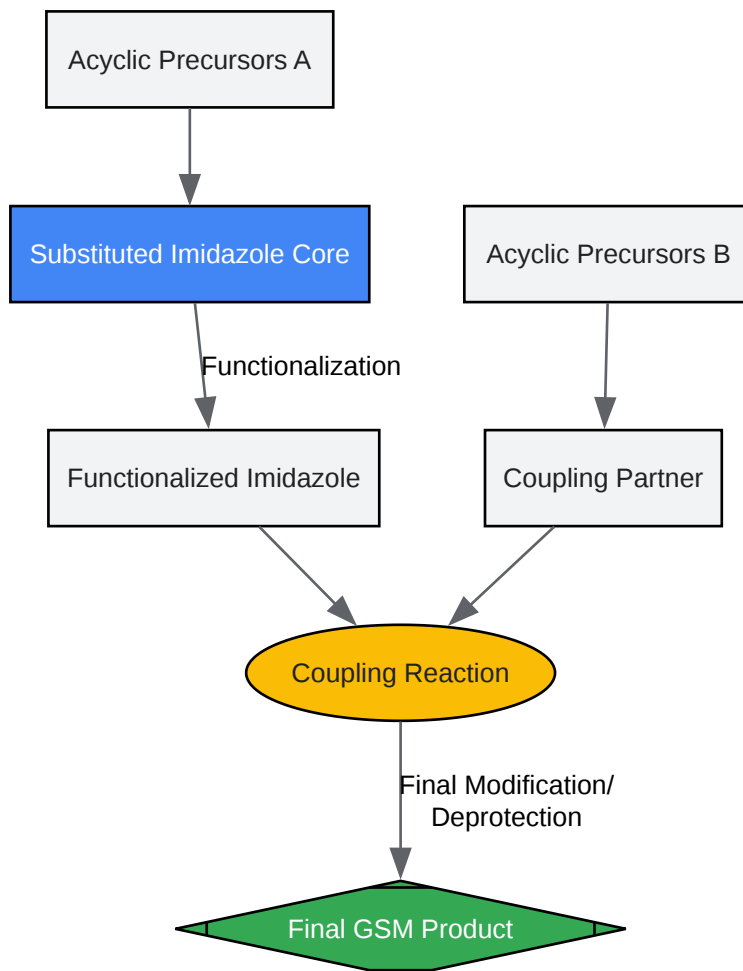 Acyclic Precursors A
Substituted Imidazole Core
Acyclic Precursors B
Functionalization
Functionalized Imidazole
Coupling Partner
Coupling Reaction
Final Modification/
Deprotection
Final GSM Product